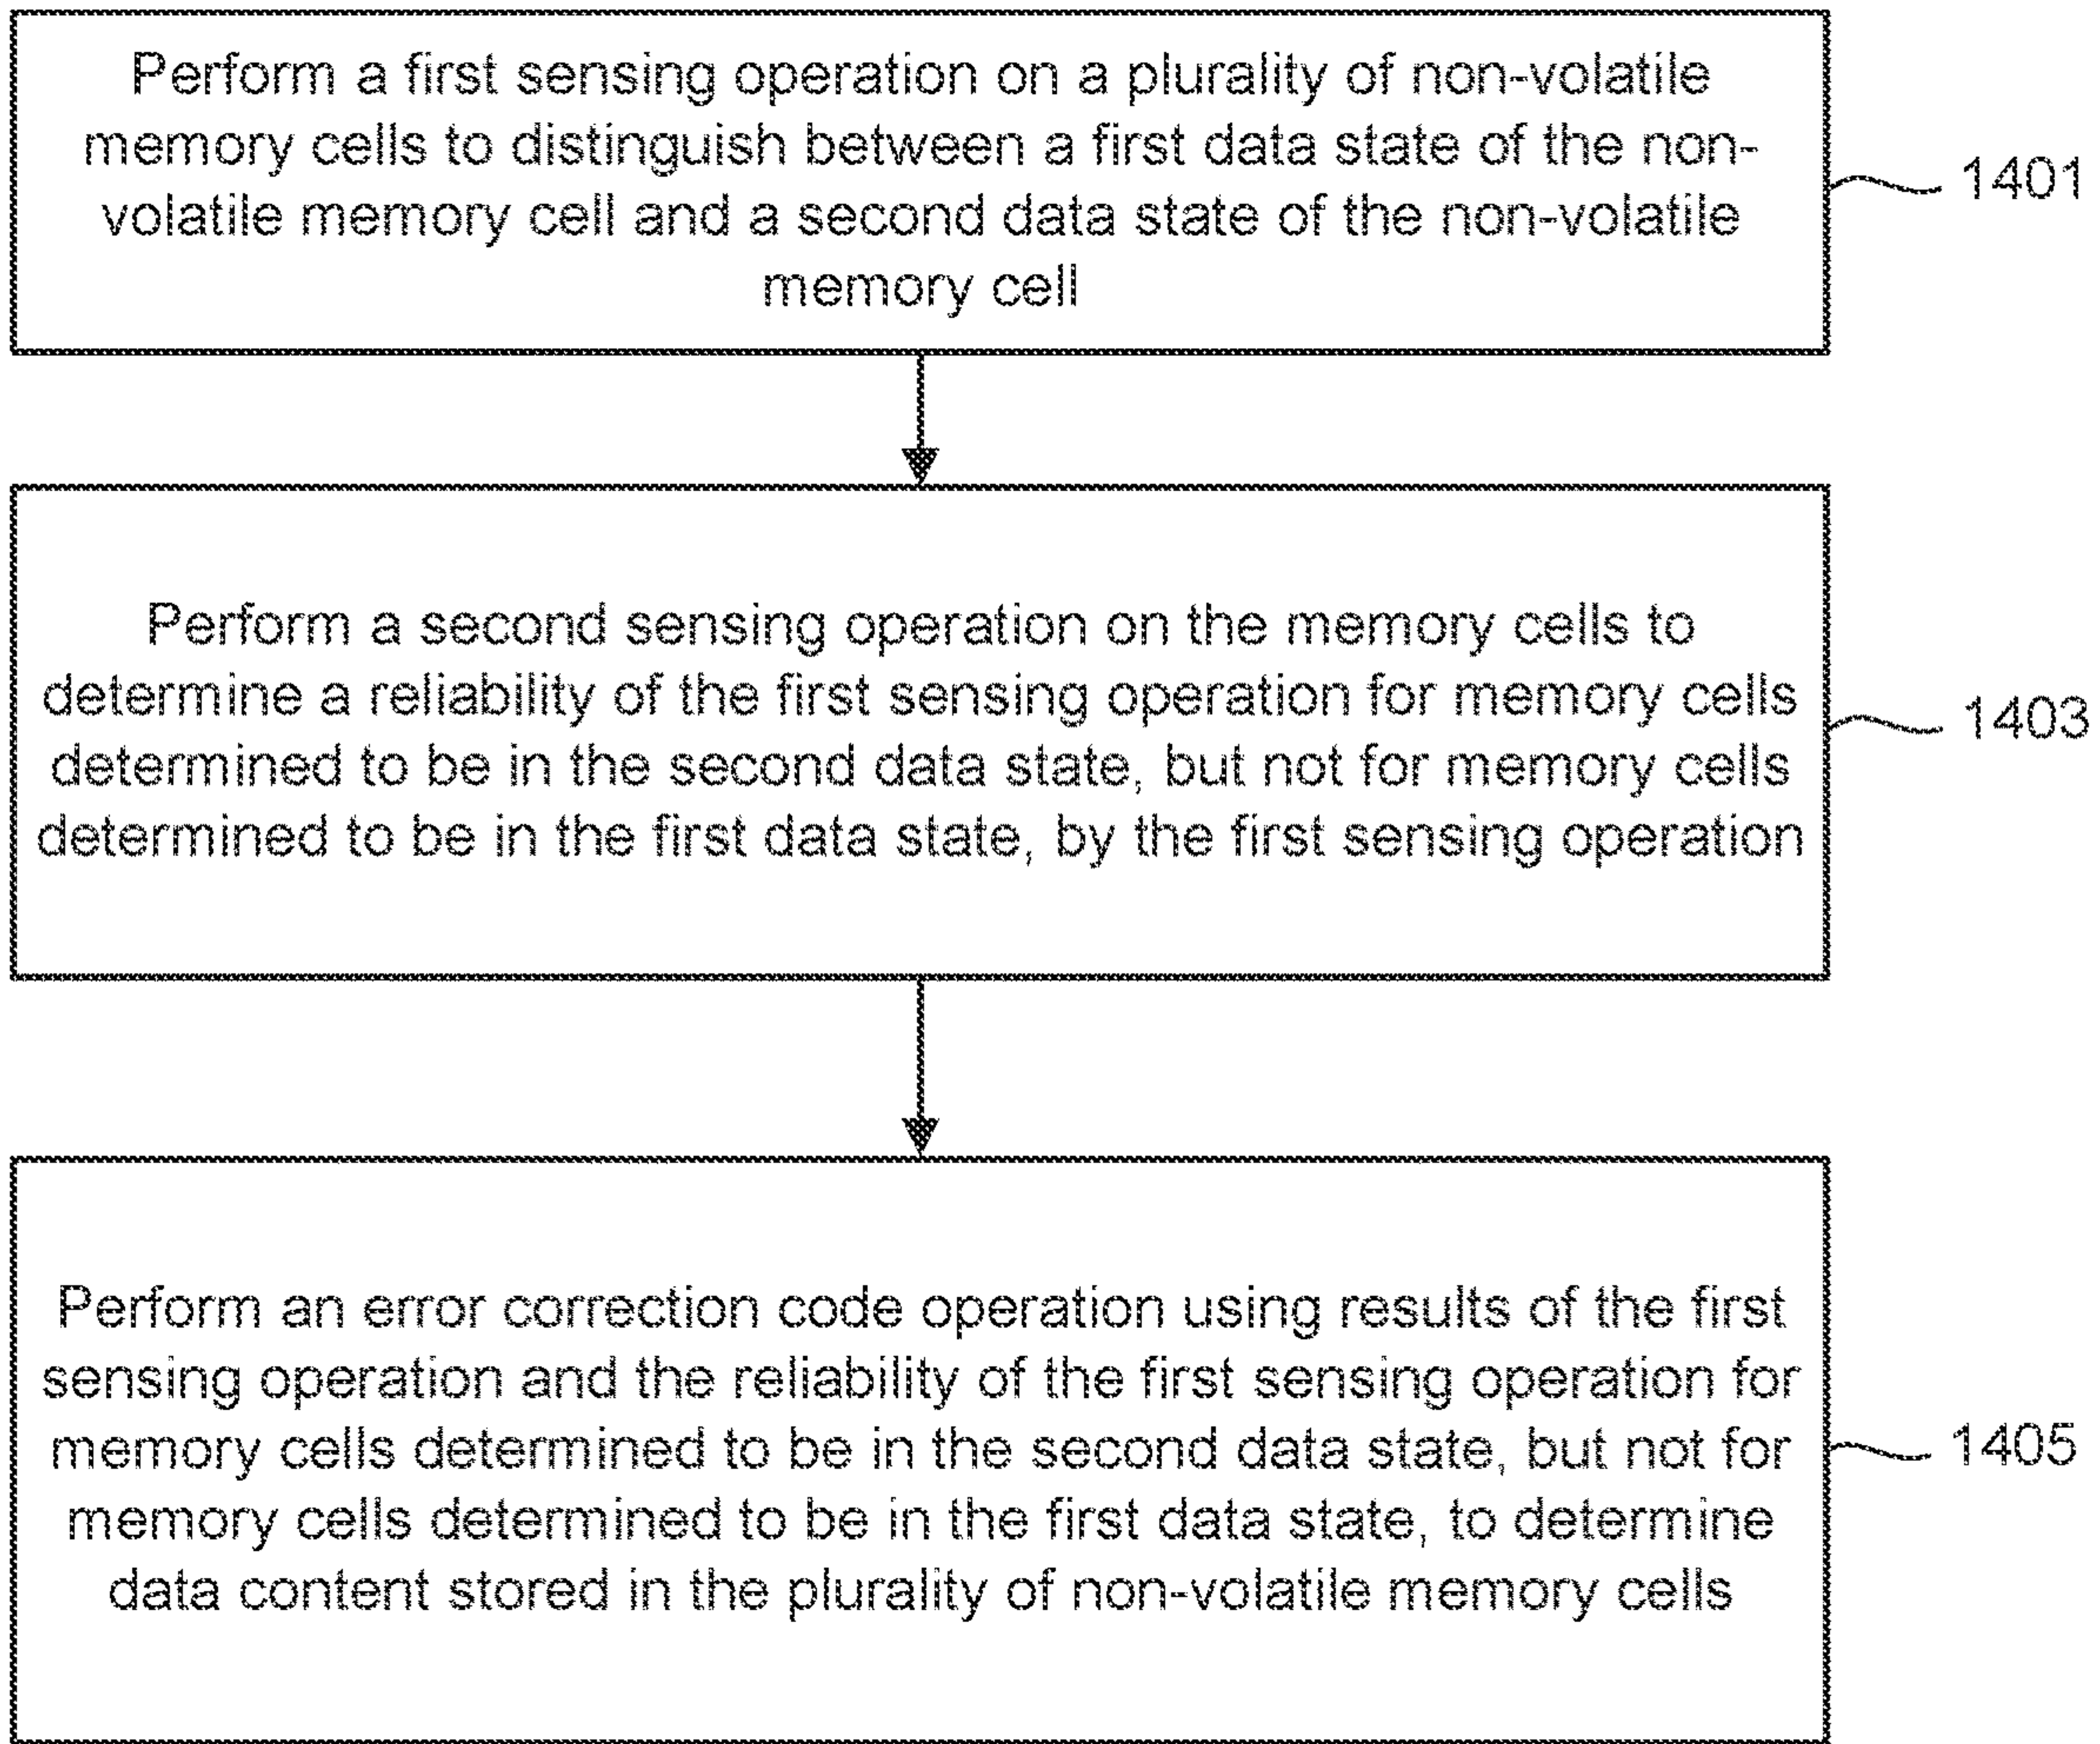 Perform a first sensing operation on a plurality of non-volatile
memory cells to distinguish between a first data state of the non-
volatile memory cell and a second data state of the non-volatile
memory cell
1401
Perform a second sensing operation on the memory cells to
determine a reliability of the first sensing operation for memory cells
determined to be in the second data state, but not for memory cells
determined to be in the first data state, by the first sensing operation
1403
Perform an error correction code operation using results of the first
sensing operation and the reliability of the first sensing operation for
memory cells determined to be in the second data state, but not for
memory cells determined to be in the first data state, to determine
data content stored in the plurality of non-volatile memory cells
1405